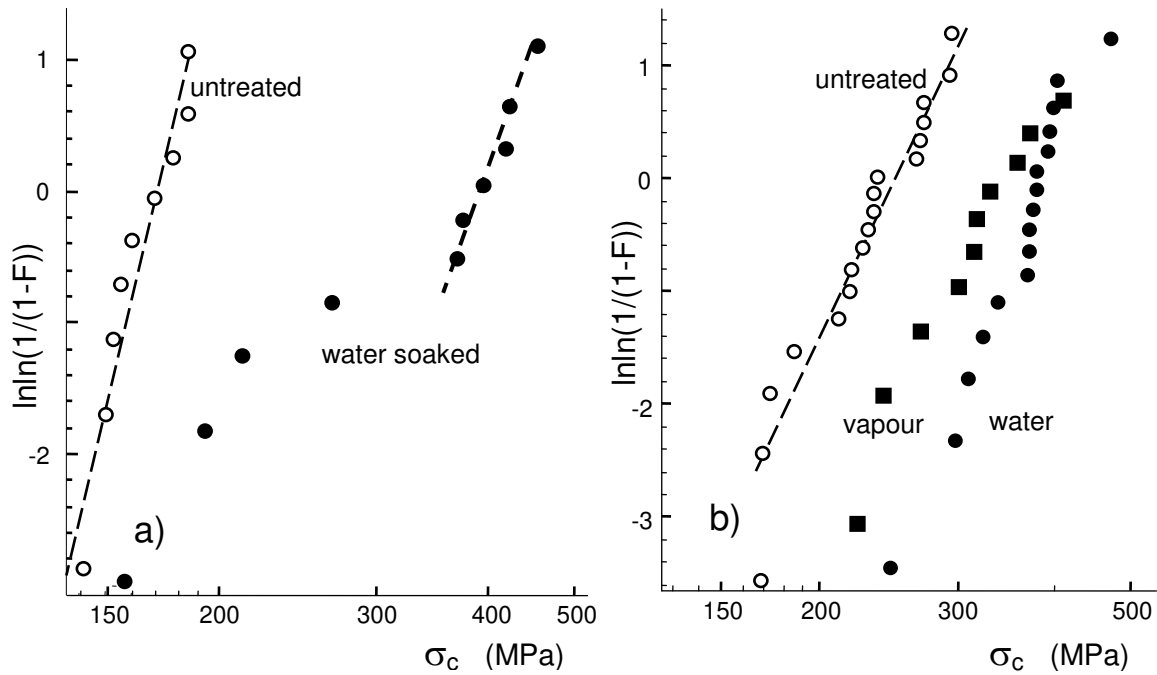 1
0
-2
lnln(1/(1-F))
untreated
water soaked
a)
150
200
300
400
500
σc (MPa)
1
0
-2
-3
lnln(1/(1-F))
untreated
vapour
water
b)
150
200
300
500
σc (MPa)